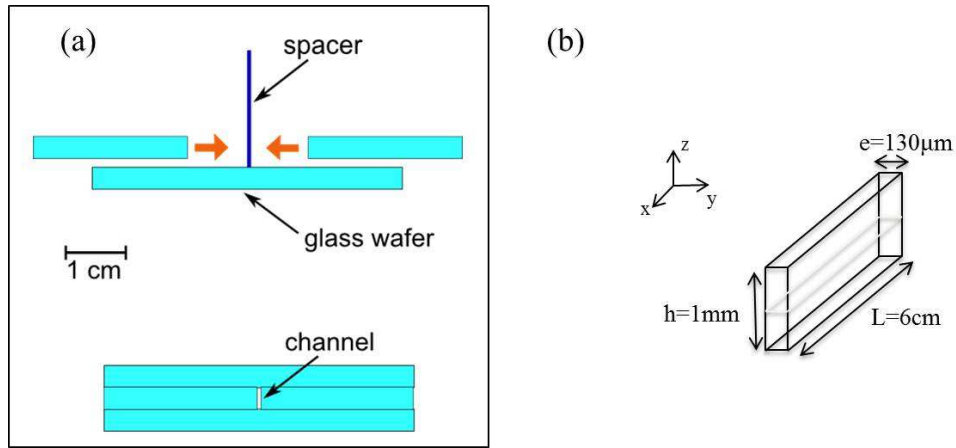 (a)
spacer
glass wafer
1 cm
channel
(b)
e=130μm
z
y
x
h=1mm
L=6cm